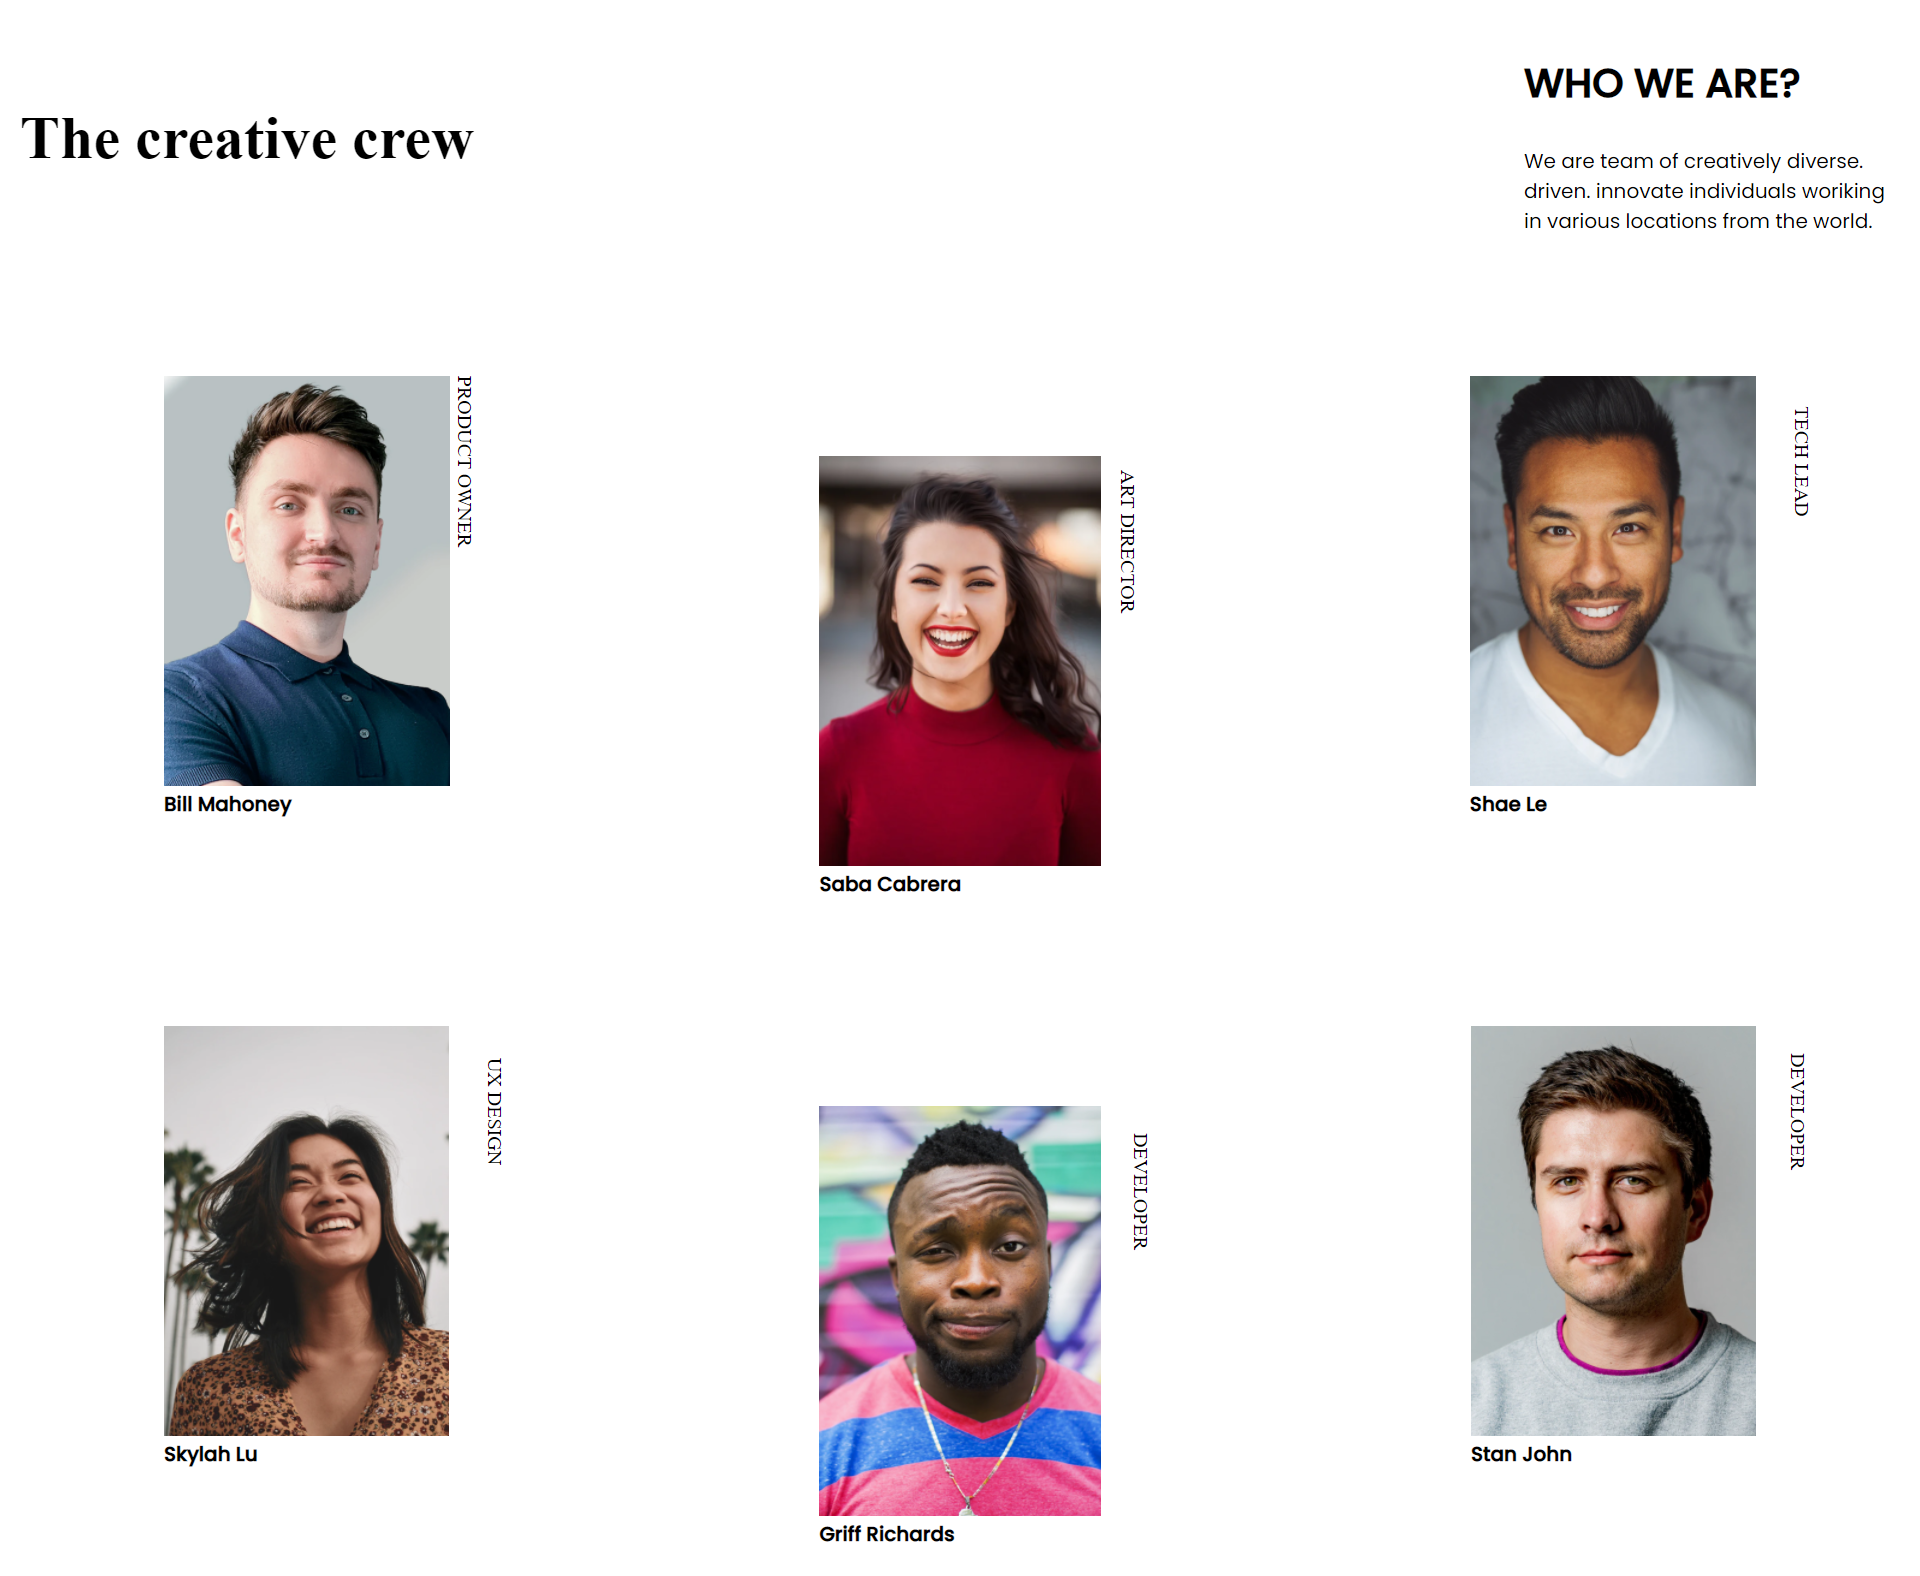 The creative crew
WHO WE ARE?
We are team of creatively diverse.
driven. innovate individuals woriking
in various locations from the world.
PRODUCT OWNER
Bill Mahoney
ART DIRECTOR
Saba Cabrera
TECH LEAD
Shae Le
UX DESIGN
Skylah Lu
DEVELOPER
Griff Richards
DEVELOPER
Stan John